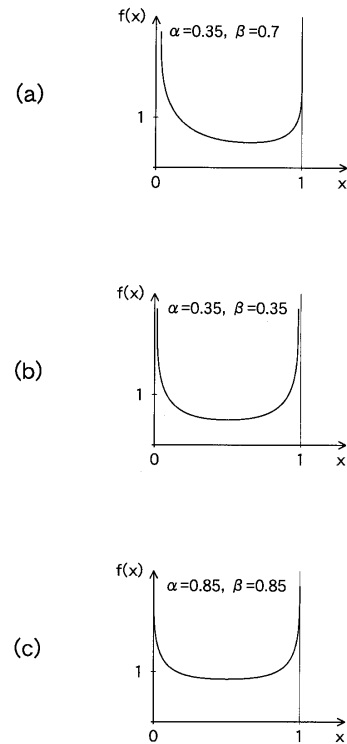 f(x)
α=0.35, β=0.7
(a)
1
0
1
x
f(x)
α=0.35, β=0.35
(b)
1
0
1
x
f(x)
α=0.85, β=0.85
(c)
1
0
1
x